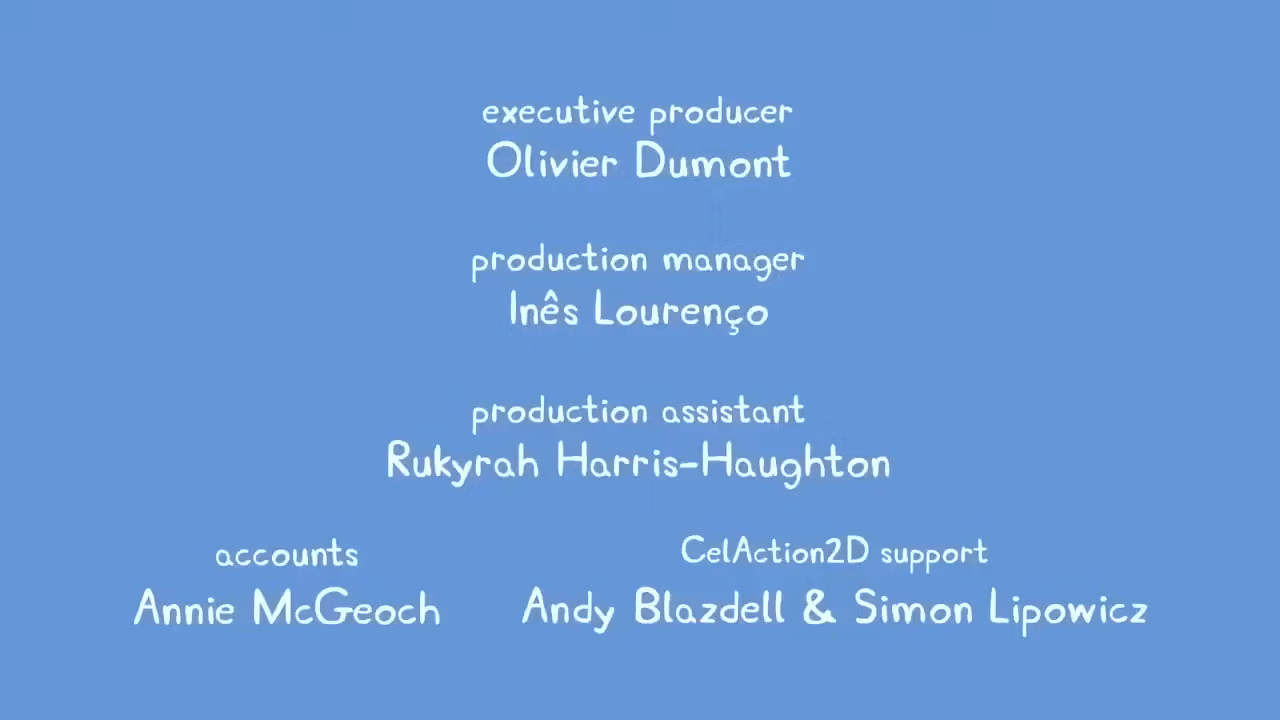 executive producer
Olivier Dumont
production manager
Inês Lourenço
production assistant
Rukyrah Harris-Haughton
accounts
Annie McGeoch
CelAction2D support
Andy Blazdell & Simon Lipowicz